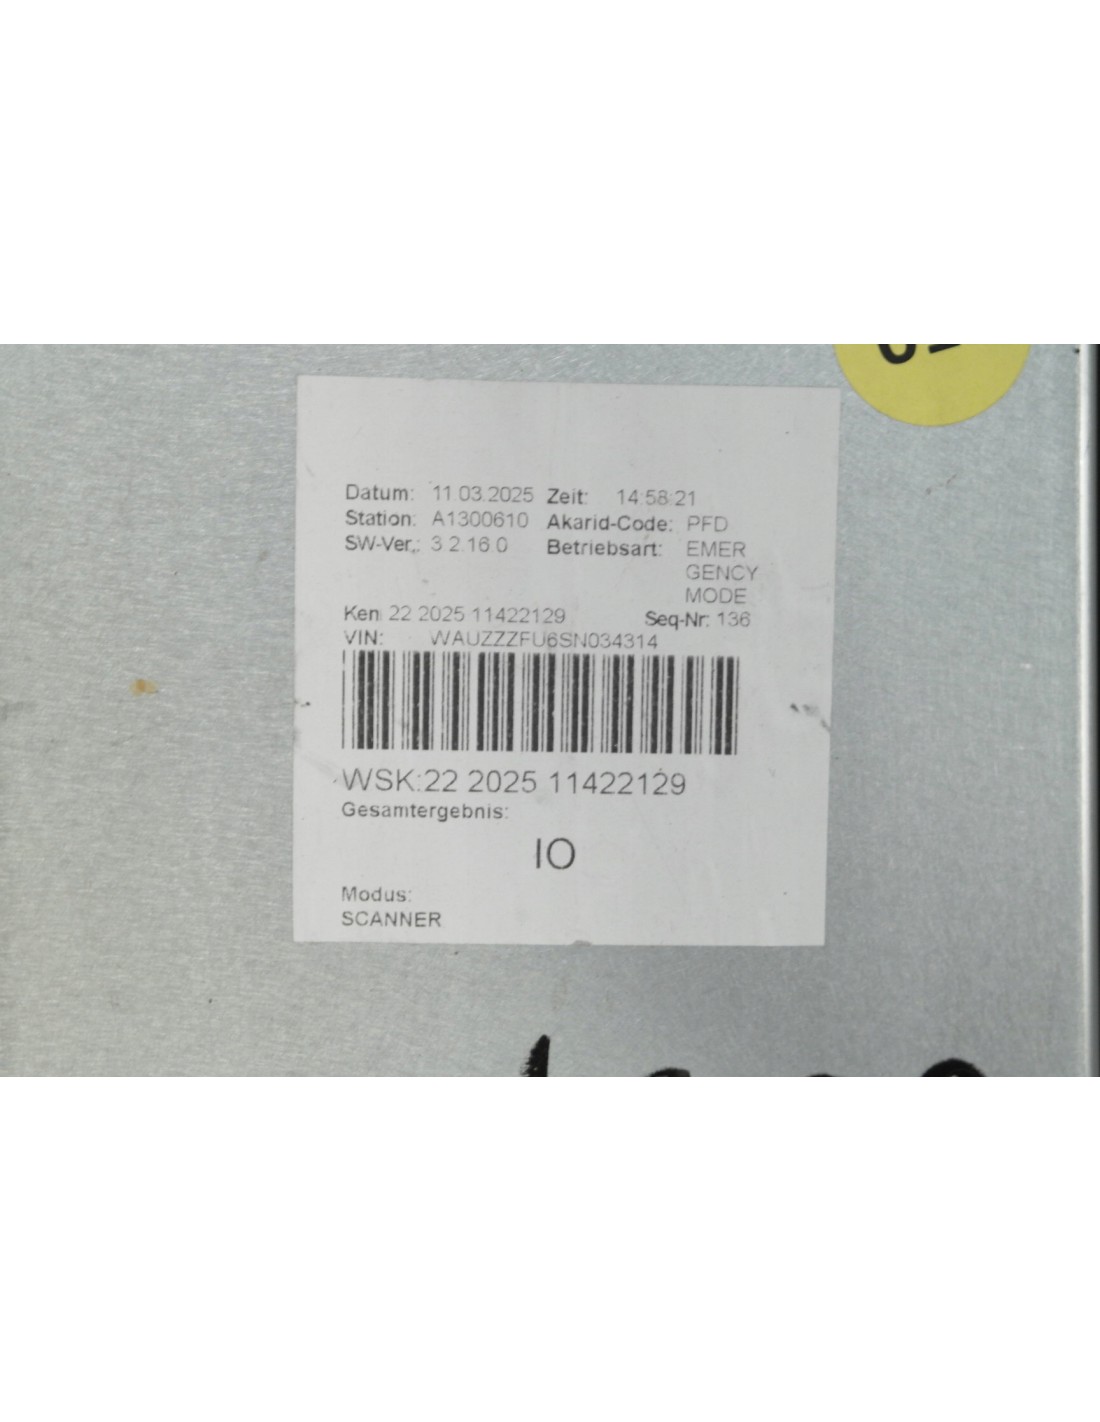 Datum: 11.03.2025 Zeit: 14:58:21
Station: A1300610 Akarid-Code: PFD
SW-Ver.: 3.2.16.0 Betriebsart: EMER
GENCY
MODE
Ken 22 2025 11422129 Seq-Nr: 136
VIN: WAUZZZFU6SN034314
WSK:22 2025 11422129
Gesamtergebnis:
IO
Modus:
SCANNER